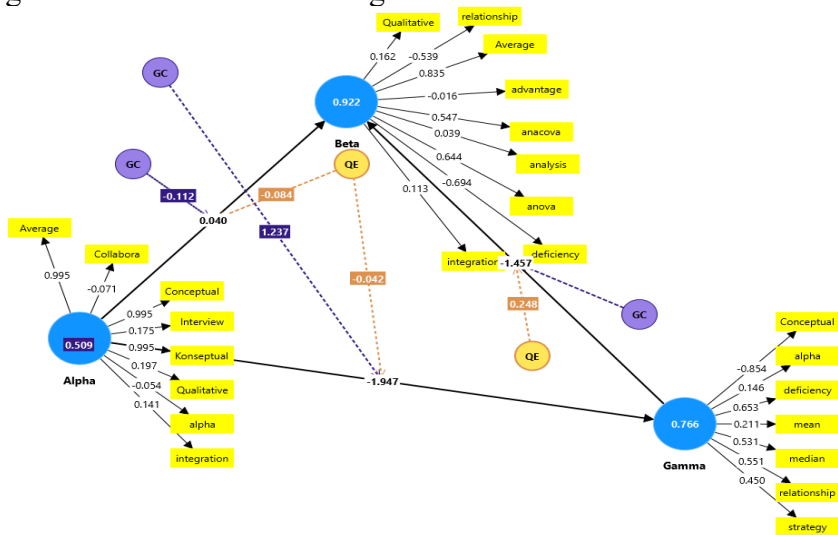 Qualitative
relationship
Average
advantage
anacova
analysis
anova
deficiency
integration
0.162
-0.539
0.835
-0.016
0.547
0.039
0.644
-0.694
0.113
0.922
Beta
GC
GC
QE
-0.112
-0.084
0.040
1.237
-0.042
-1.457
0.248
GC
QE
-1.947
Average
Collabora
Conceptual
Interview
Konseptual
Qualitative
alpha
integration
0.995
-0.071
0.995
0.175
0.995
0.197
-0.054
0.141
0.509
Alpha
0.766
Gamma
Conceptual
alpha
deficiency
mean
median
relationship
strategy
-0.854
0.146
0.653
0.211
0.531
0.551
0.450